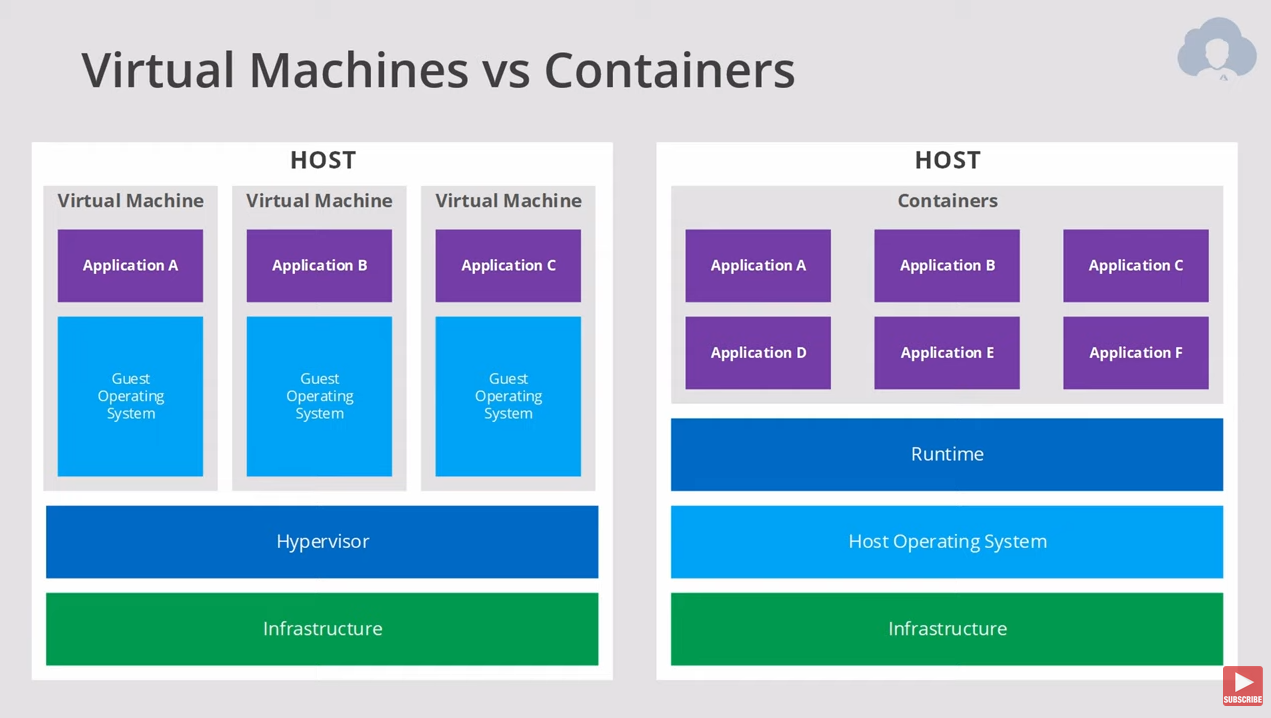 Virtual Machines vs Containers
HOST
Virtual Machine
Virtual Machine
Virtual Machine
Application A
Application B
Application C
Guest
Operating
System
Guest
Operating
System
Guest
Operating
System
Hypervisor
Infrastructure
HOST
Containers
Application A
Application B
Application C
Application D
Application E
Application F
Runtime
Host Operating System
Infrastructure
SUBSCRIBE